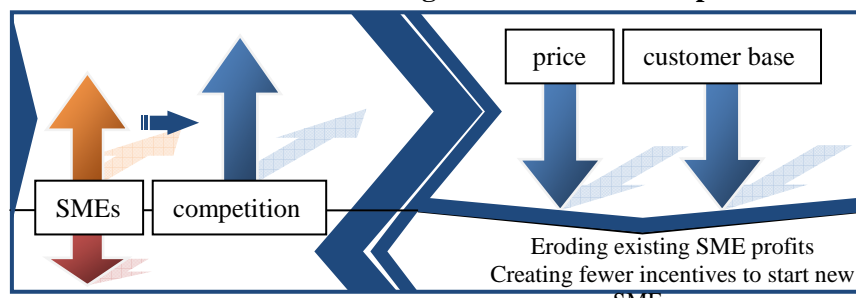 price
customer base
SMEs
competition
Eroding existing SME profits
Creating fewer incentives to start new